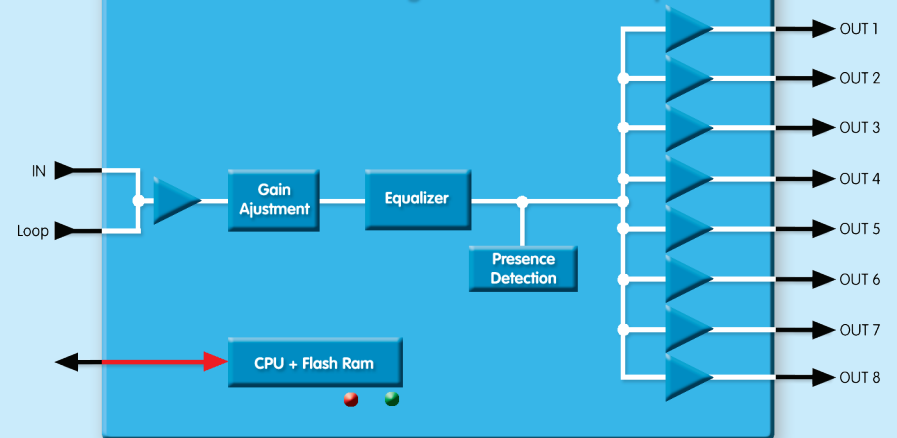 OUT 1
OUT 2
OUT 3
IN
Gain
Ajustment
Equalizer
OUT 4
Loop
OUT 5
Presence
Detection
OUT 6
OUT 7
CPU + Flash Ram
OUT 8